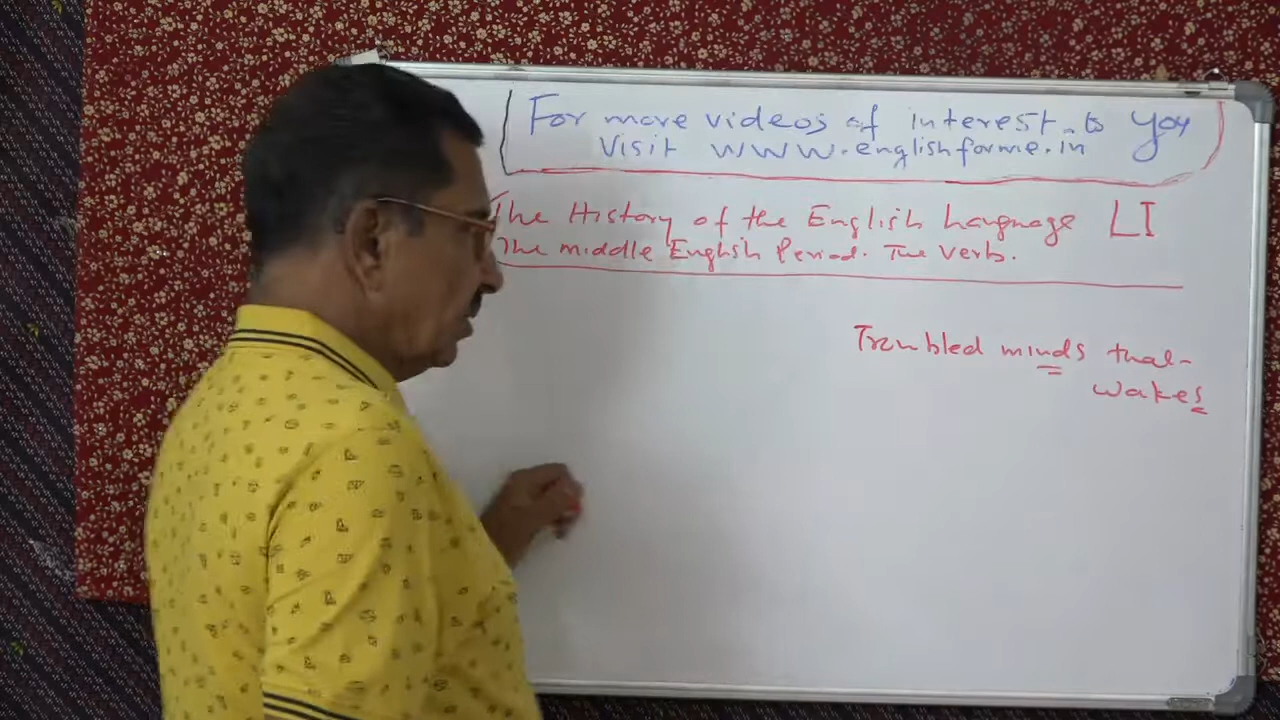 For more videos of interest to you
Visit www.englishforme.in
The History of the English Language LI
The middle English Period. The Verb.
Troubled minds that
wakes